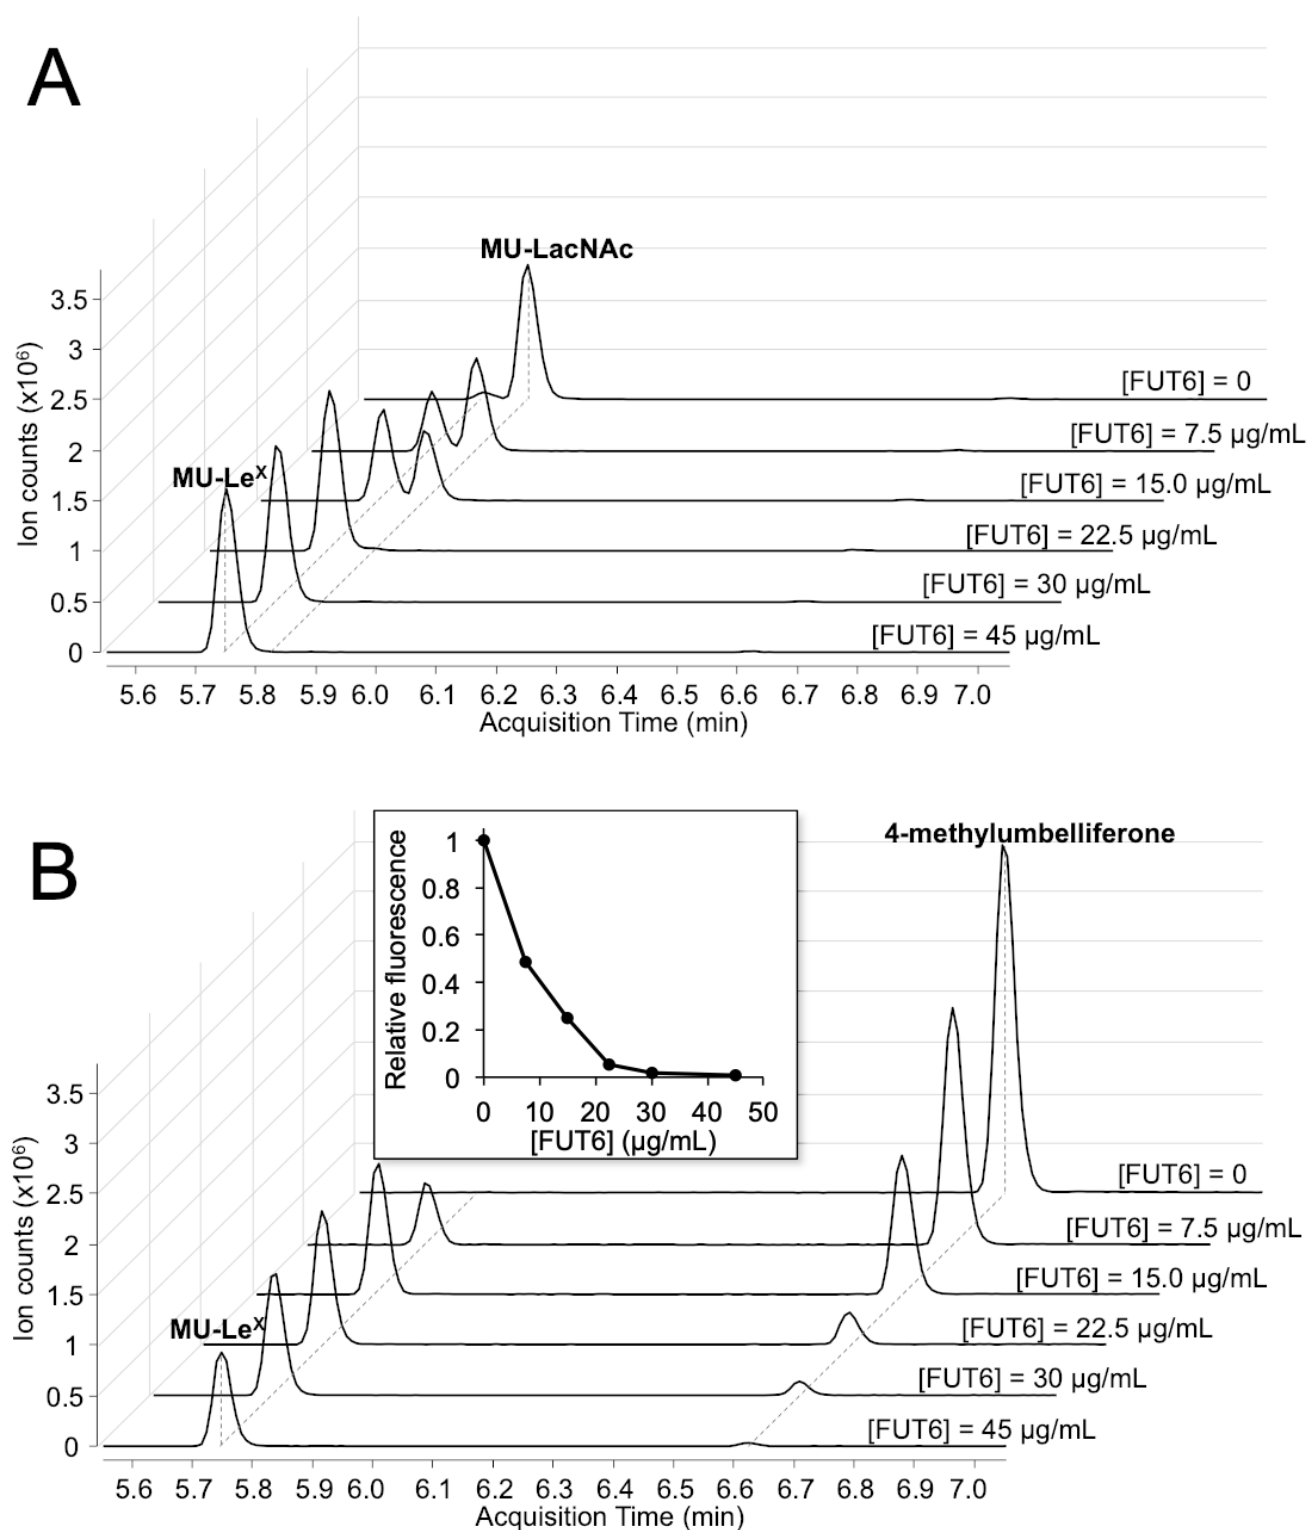 A
MU-LacNAc
3.5
3
2.5
2
1.5
1
0.5
0
Ion counts (x10⁶)
[FUT6] = 0
[FUT6] = 7.5 µg/mL
[FUT6] = 15.0 µg/mL
[FUT6] = 22.5 µg/mL
[FUT6] = 30 µg/mL
[FUT6] = 45 µg/mL
MU-Leˣ
5.6 5.7 5.8 5.9 6.0 6.1 6.2 6.3 6.4 6.5 6.6 6.7 6.8 6.9 7.0
Acquisition Time (min)
B
4-methylumbelliferone
Relative fluorescence
1
0.8
0.6
0.4
0.2
0
0 10 20 30 40 50
[FUT6] (µg/mL)
3.5
3
2.5
2
1.5
1
0.5
0
Ion counts (x10⁶)
[FUT6] = 0
[FUT6] = 7.5 µg/mL
[FUT6] = 15.0 µg/mL
[FUT6] = 22.5 µg/mL
[FUT6] = 30 µg/mL
[FUT6] = 45 µg/mL
MU-Leˣ
5.6 5.7 5.8 5.9 6.0 6.1 6.2 6.3 6.4 6.5 6.6 6.7 6.8 6.9 7.0
Acquisition Time (min)